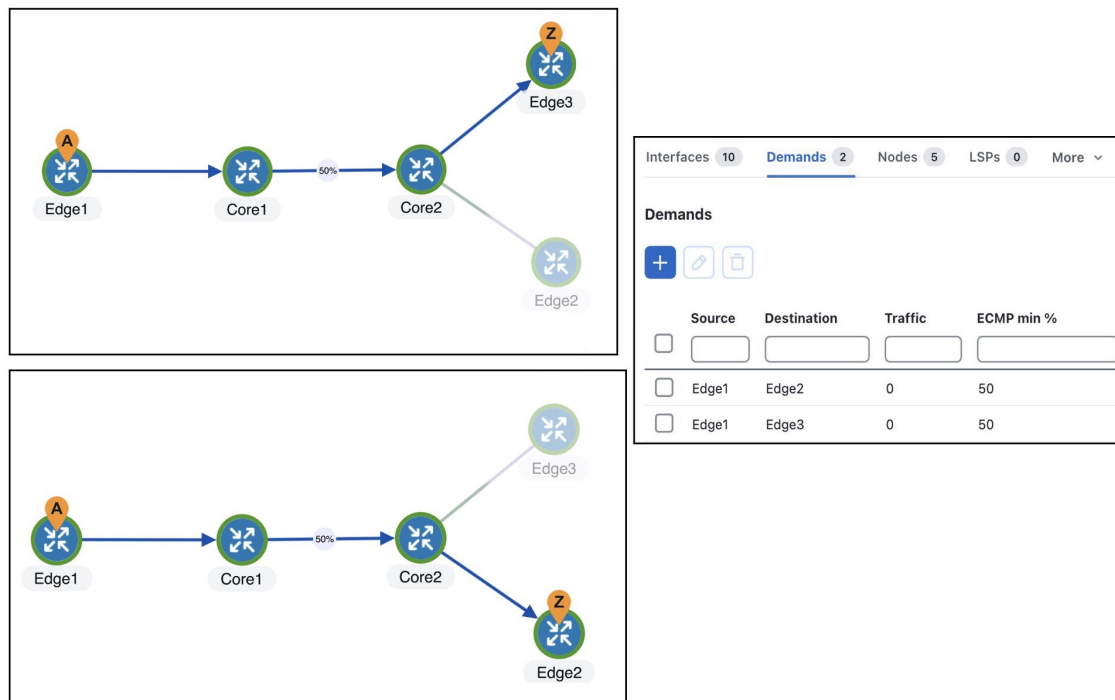 Z
Edge3
A
50%
Edge1
Core1
Core2
Edge2
Interfaces 10 Demands 2 Nodes 5 LSPs 0 More
Demands
+
Source Destination Traffic ECMP min %
Edge1 Edge2 0 50
Edge1 Edge3 0 50
Edge3
A
50%
Edge1
Core1
Core2
Z
Edge2